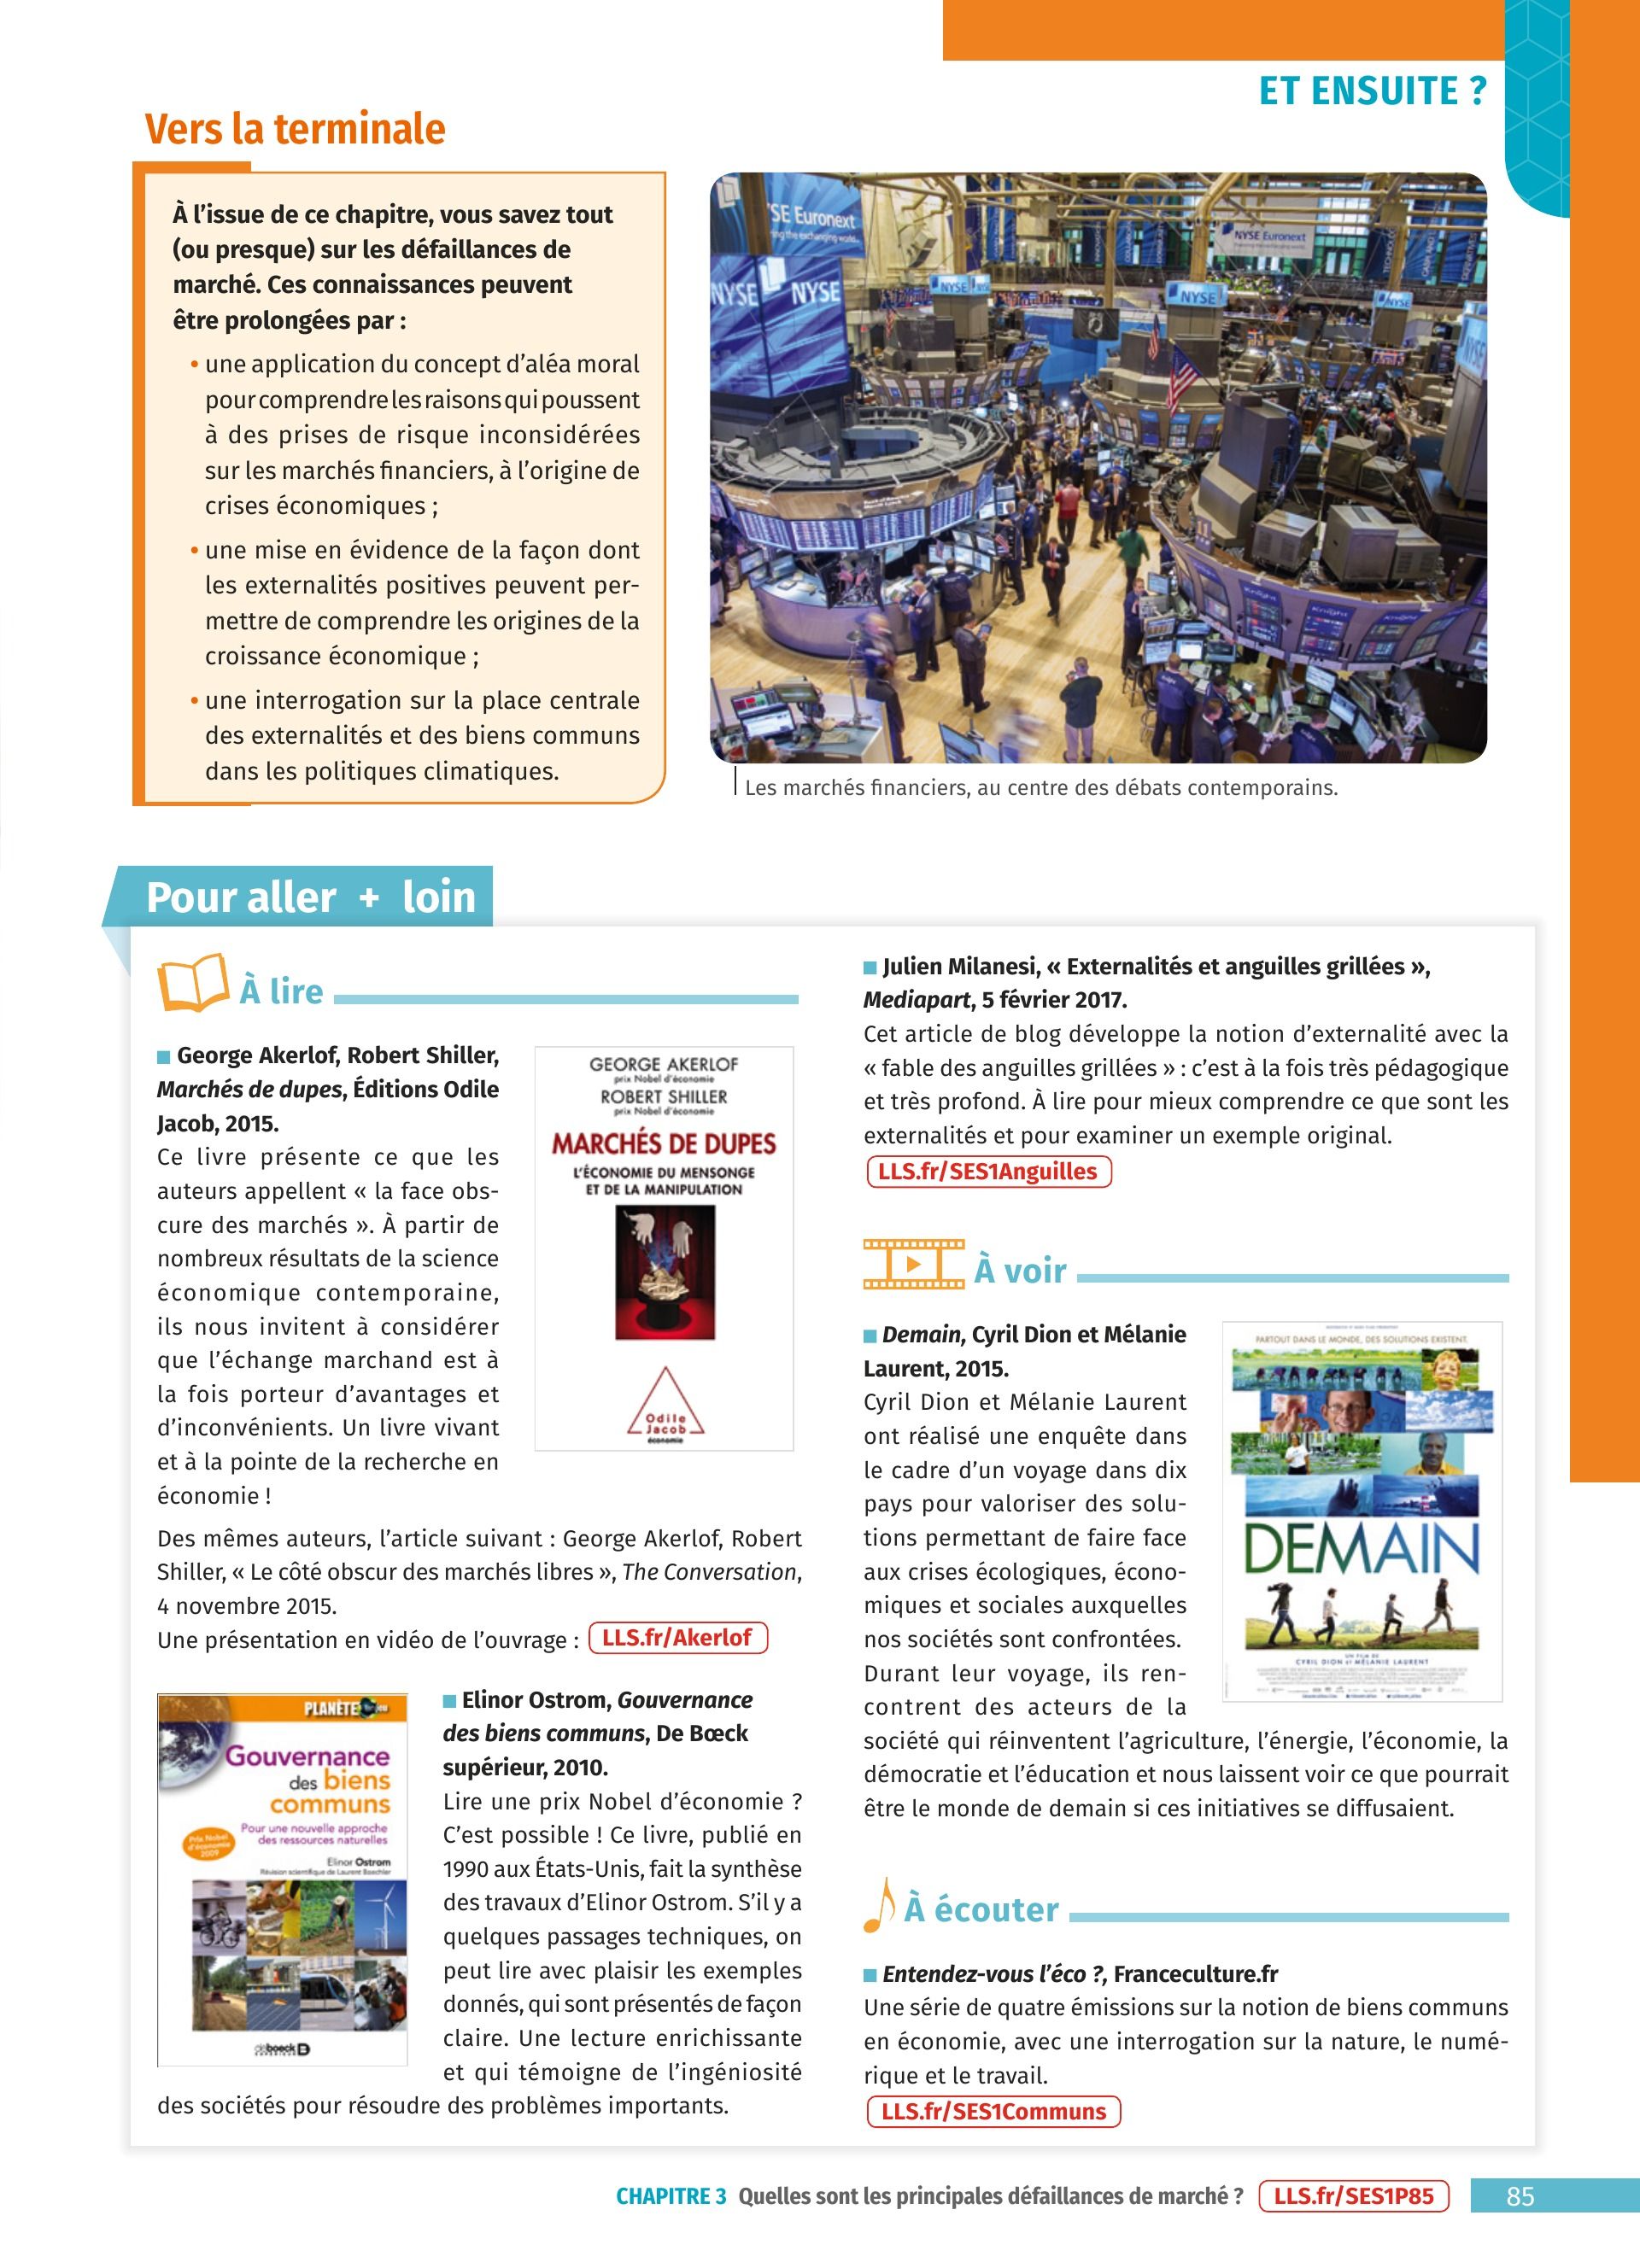 ET ENSUITE ?
Vers la terminale
À l'issue de ce chapitre, vous savez tout
(ou presque) sur les défaillances de
marché. Ces connaissances peuvent
être prolongées par :
• une application du concept d'aléa moral
pour comprendre les raisons qui poussent
à des prises de risque inconsidérées
sur les marchés financiers, à l'origine de
crises économiques ;
• une mise en évidence de la façon dont
les externalités positives peuvent per-
mettre de comprendre les origines de la
croissance économique ;
• une interrogation sur la place centrale
des externalités et des biens communs
dans les politiques climatiques.
NYSE Euronext
NYSE Euronext
NYSE NYSE
NYSE
NYSE
NYSE
Les marchés financiers, au centre des débats contemporains.
Pour aller + loin
À lire
George Akerlof, Robert Shiller,
Marchés de dupes, Éditions Odile
Jacob, 2015.
Ce livre présente ce que les
auteurs appellent « la face obs-
cure des marchés ». À partir de
nombreux résultats de la science
économique contemporaine,
ils nous invitent à considérer
que l'échange marchand est à
la fois porteur d'avantages et
d'inconvénients. Un livre vivant
et à la pointe de la recherche en
économie !
GEORGE AKERLOF
prix Nobel d'économie
ROBERT SHILLER
prix Nobel d'économie
MARCHÉS DE DUPES
L'ÉCONOMIE DU MENSONGE
ET DE LA MANIPULATION
Odile
Jacob
économie
Des mêmes auteurs, l'article suivant : George Akerlof, Robert
Shiller, « Le côté obscur des marchés libres », The Conversation,
4 novembre 2015.
Une présentation en vidéo de l'ouvrage : LLS.fr/Akerlof
PLANÈTE
Gouvernance
des biens
communs
Pour une nouvelle approche
des ressources naturelles
Prix Nobel
d'économie
2009
Elinor Ostrom
Révision scientifique de Laurent Baechler
deboeck
Elinor Ostrom, Gouvernance
des biens communs, De Bœck
supérieur, 2010.
Lire une prix Nobel d'économie ?
C'est possible ! Ce livre, publié en
1990 aux États-Unis, fait la synthèse
des travaux d'Elinor Ostrom. S'il y a
quelques passages techniques, on
peut lire avec plaisir les exemples
donnés, qui sont présentés de façon
claire. Une lecture enrichissante
et qui témoigne de l'ingéniosité
des sociétés pour résoudre des problèmes importants.
Julien Milanesi, « Externalités et anguilles grillées »,
Mediapart, 5 février 2017.
Cet article de blog développe la notion d'externalité avec la
« fable des anguilles grillées » : c'est à la fois très pédagogique
et très profond. À lire pour mieux comprendre ce que sont les
externalités et pour examiner un exemple original.
LLS.fr/SES1Anguilles
À voir
Demain, Cyril Dion et Mélanie
Laurent, 2015.
Cyril Dion et Mélanie Laurent
ont réalisé une enquête dans
le cadre d'un voyage dans dix
pays pour valoriser des solu-
tions permettant de faire face
aux crises écologiques, écono-
miques et sociales auxquelles
nos sociétés sont confrontées.
Durant leur voyage, ils ren-
contrent des acteurs de la
société qui réinventent l'agriculture, l'énergie, l'économie, la
démocratie et l'éducation et nous laissent voir ce que pourrait
être le monde de demain si ces initiatives se diffusaient.
PARTOUT DANS LE MONDE, DES SOLUTIONS EXISTENT.
DEMAIN
UN FILM DE
CYRIL DION et MÉLANIE LAURENT
À écouter
Entendez-vous l'éco ?, Franceculture.fr
Une série de quatre émissions sur la notion de biens communs
en économie, avec une interrogation sur la nature, le numé-
rique et le travail.
LLS.fr/SES1Communs
CHAPITRE 3 Quelles sont les principales défaillances de marché ? LLS.fr/SES1P85 85